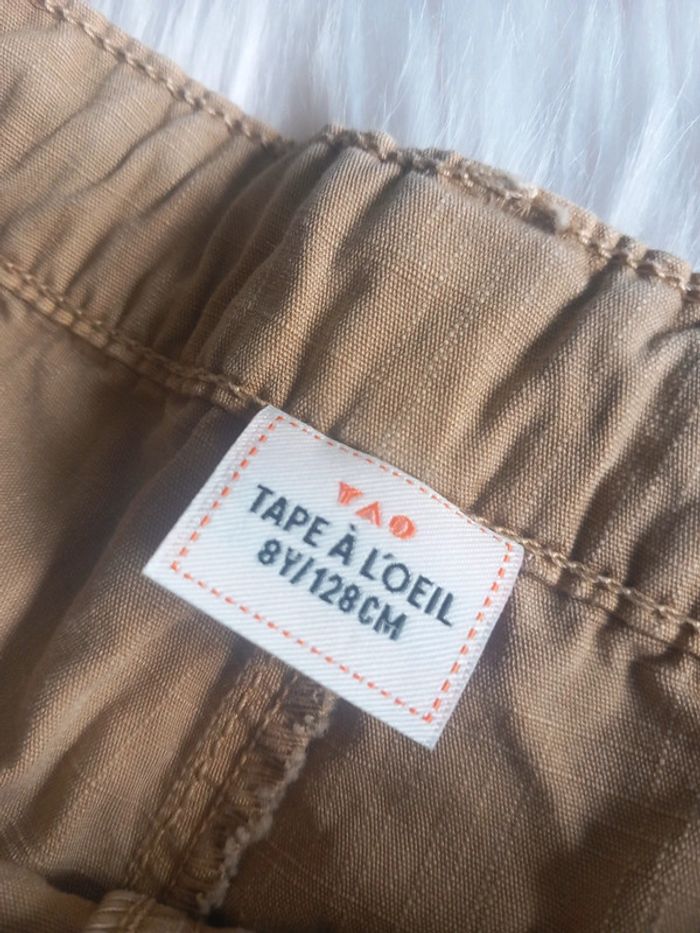 TAO
TAPE À L'OEIL
8Y/128CM